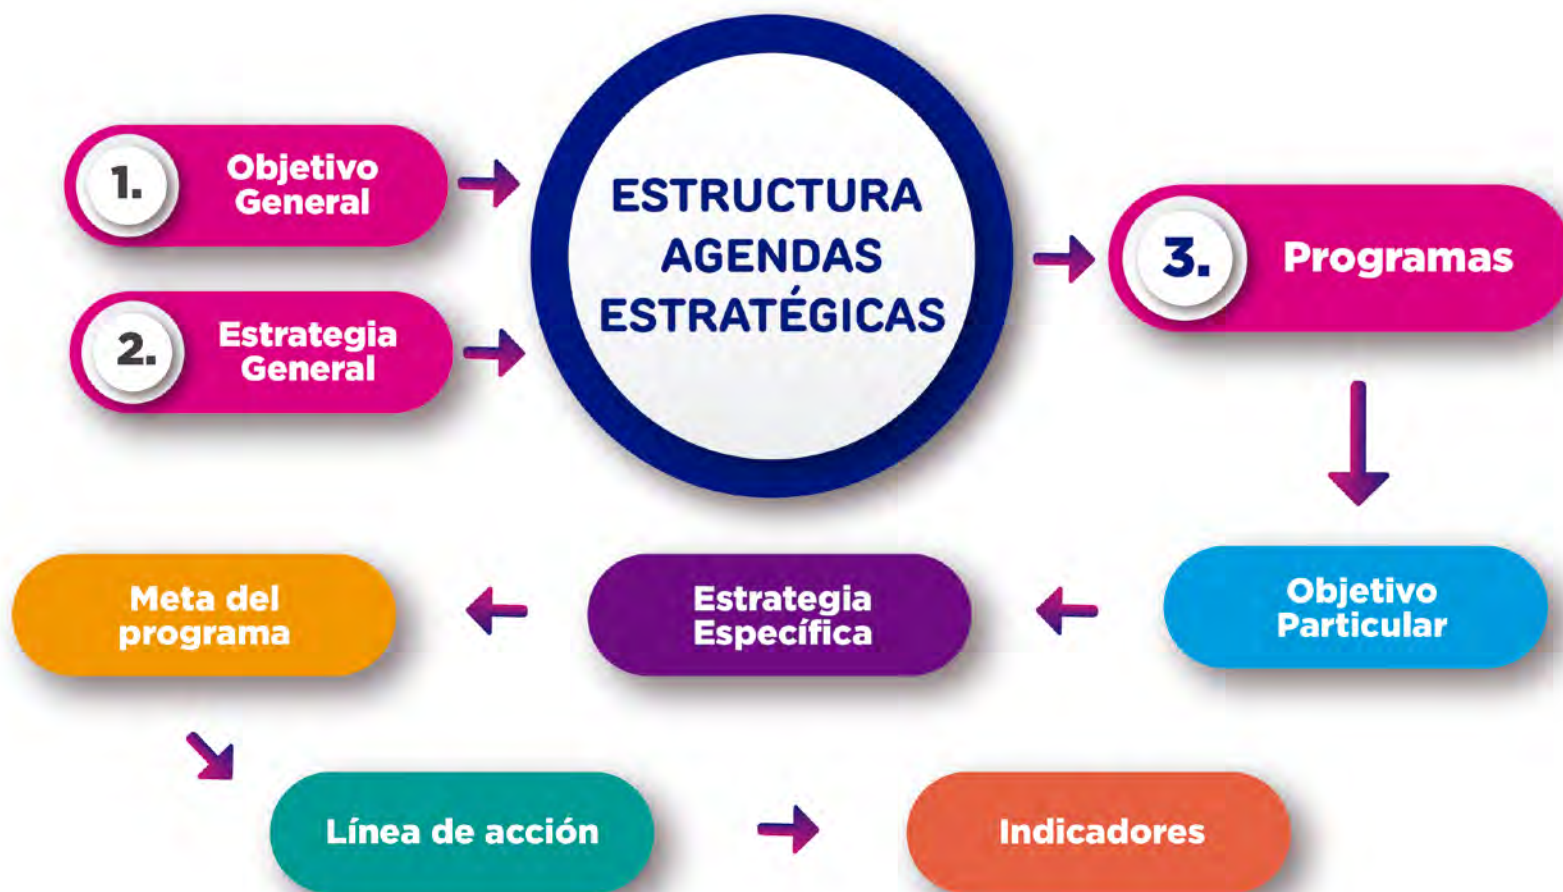 1.
Objetivo
General
2.
Estrategia
General
ESTRUCTURA
AGENDAS
ESTRATÉGICAS
3.
Programas
Objetivo
Particular
Estrategia
Específica
Meta del
programa
Línea de acción
Indicadores